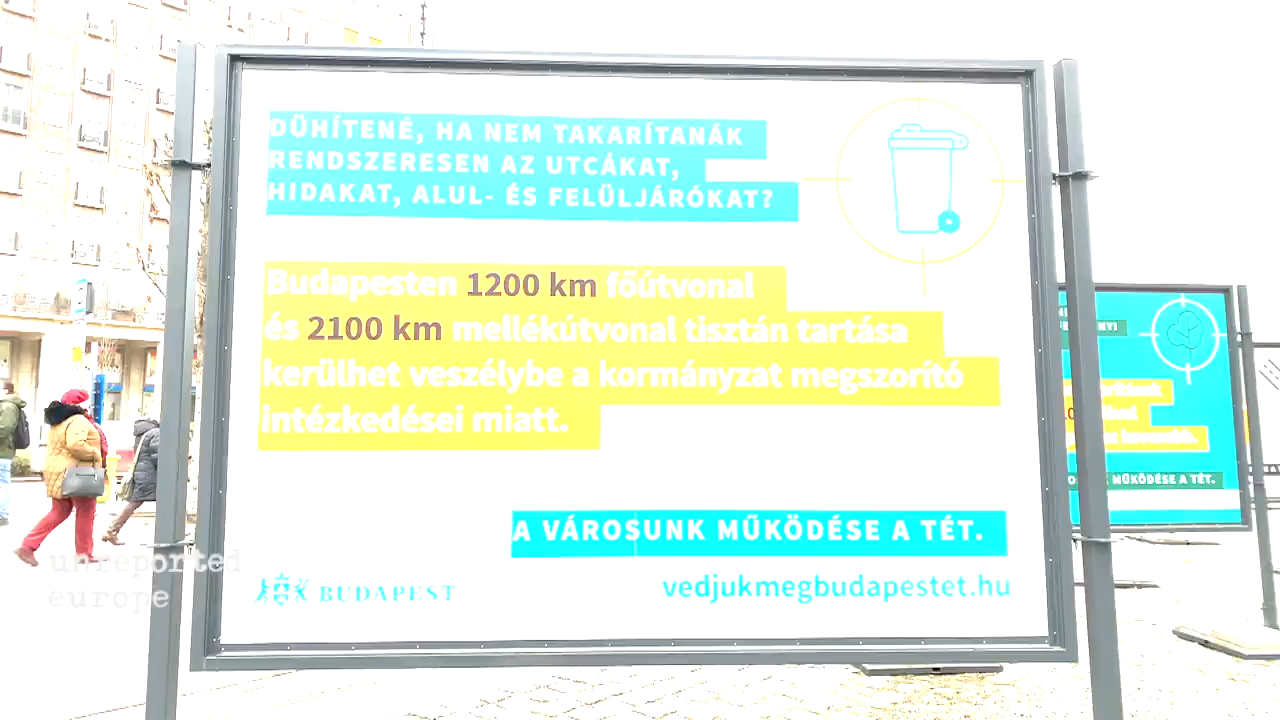 DÜHÍTENÉ, HA NEM TAKARÍTANÁK
RENDSZERESEN AZ UTCÁKAT,
HIDAKAT, ALUL- ÉS FELÜLJÁRÓKAT?
Budapesten 1200 km főútvonal
és 2100 km mellékútvonal tisztán tartása
kerülhet veszélybe a kormányzat megszorító
intézkedései miatt.
A VÁROSUNK MŰKÖDÉSE A TÉT.
BUDAPEST
vedjukmegbudapestet.hu
MŰKÖDÉSE A TÉT.
unreported
europe